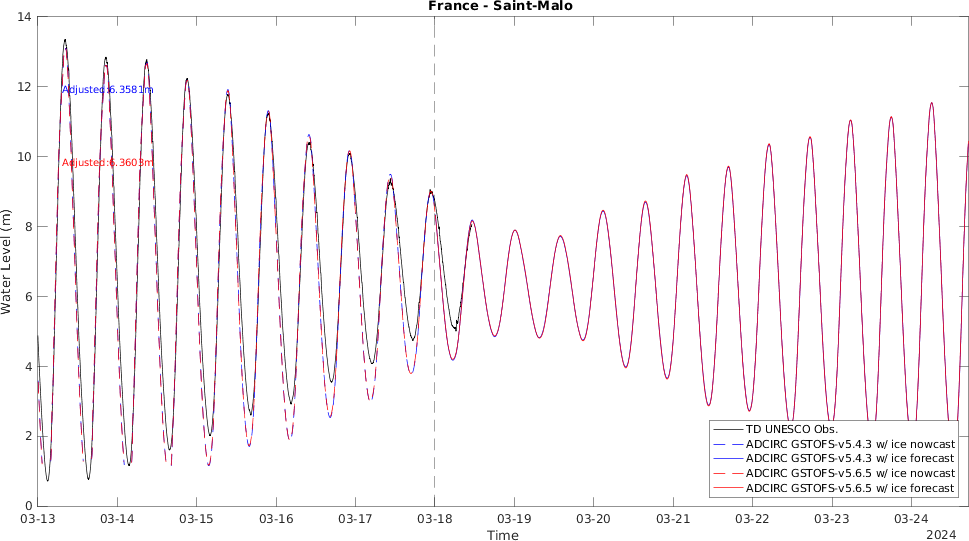 France - Saint-Malo
14
12
10
8
6
4
2
0
Water Level (m)
Adjusted:6.3581m
Adjusted:6.3603m
TD UNESCO Obs.
ADCIRC GSTOFS-v5.4.3 w/ ice nowcast
ADCIRC GSTOFS-v5.4.3 w/ ice forecast
ADCIRC GSTOFS-v5.6.5 w/ ice nowcast
ADCIRC GSTOFS-v5.6.5 w/ ice forecast
03-13 03-14 03-15 03-16 03-17 03-18 03-19 03-20 03-21 03-22 03-23 03-24
Time
2024